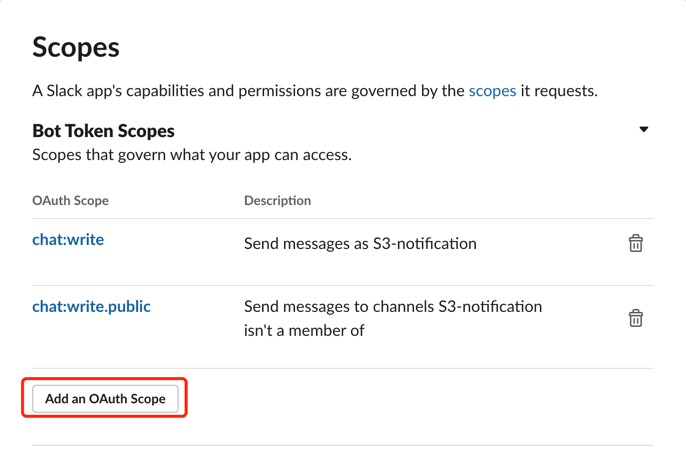 Scopes
A Slack app's capabilities and permissions are governed by the scopes it requests.
Bot Token Scopes
Scopes that govern what your app can access.
OAuth Scope Description
chat:write Send messages as S3-notification
chat:write.public Send messages to channels S3-notification
isn't a member of
Add an OAuth Scope